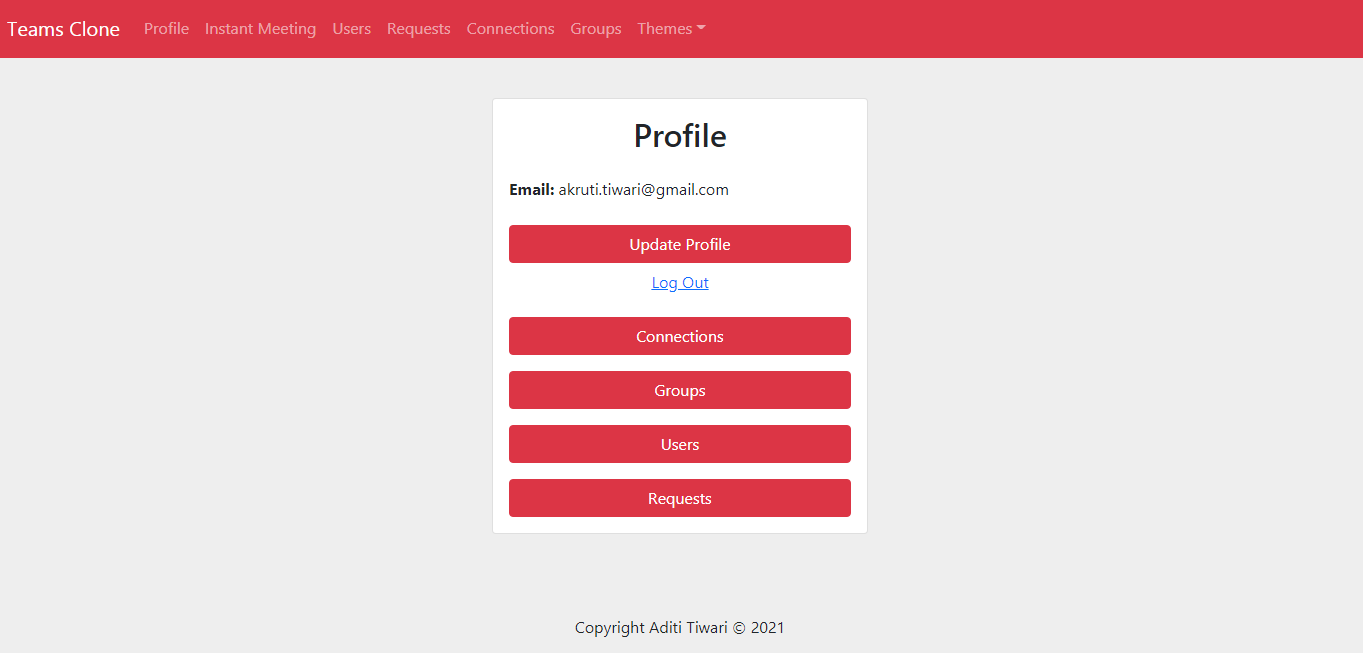 Teams Clone Profile Instant Meeting Users Requests Connections Groups Themes
Profile
Email: akruti.tiwari@gmail.com
Update Profile
Log Out
Connections
Groups
Users
Requests
Copyright Aditi Tiwari © 2021